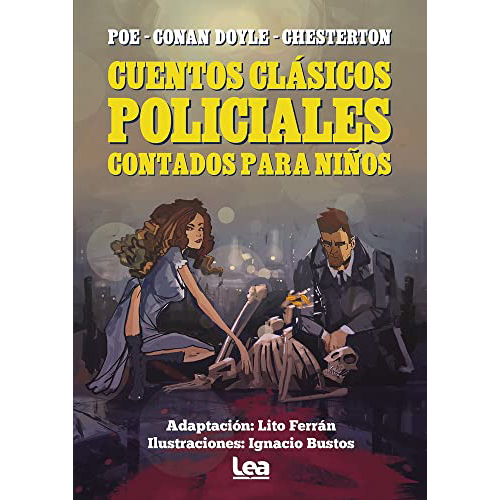 POE - CONAN DOYLE - CHESTERTON
CUENTOS CLÁSICOS
POLICIALES
CONTADOS PARA NIÑOS
Adaptación: Lito Ferrán
Ilustraciones: Ignacio Bustos
Lea